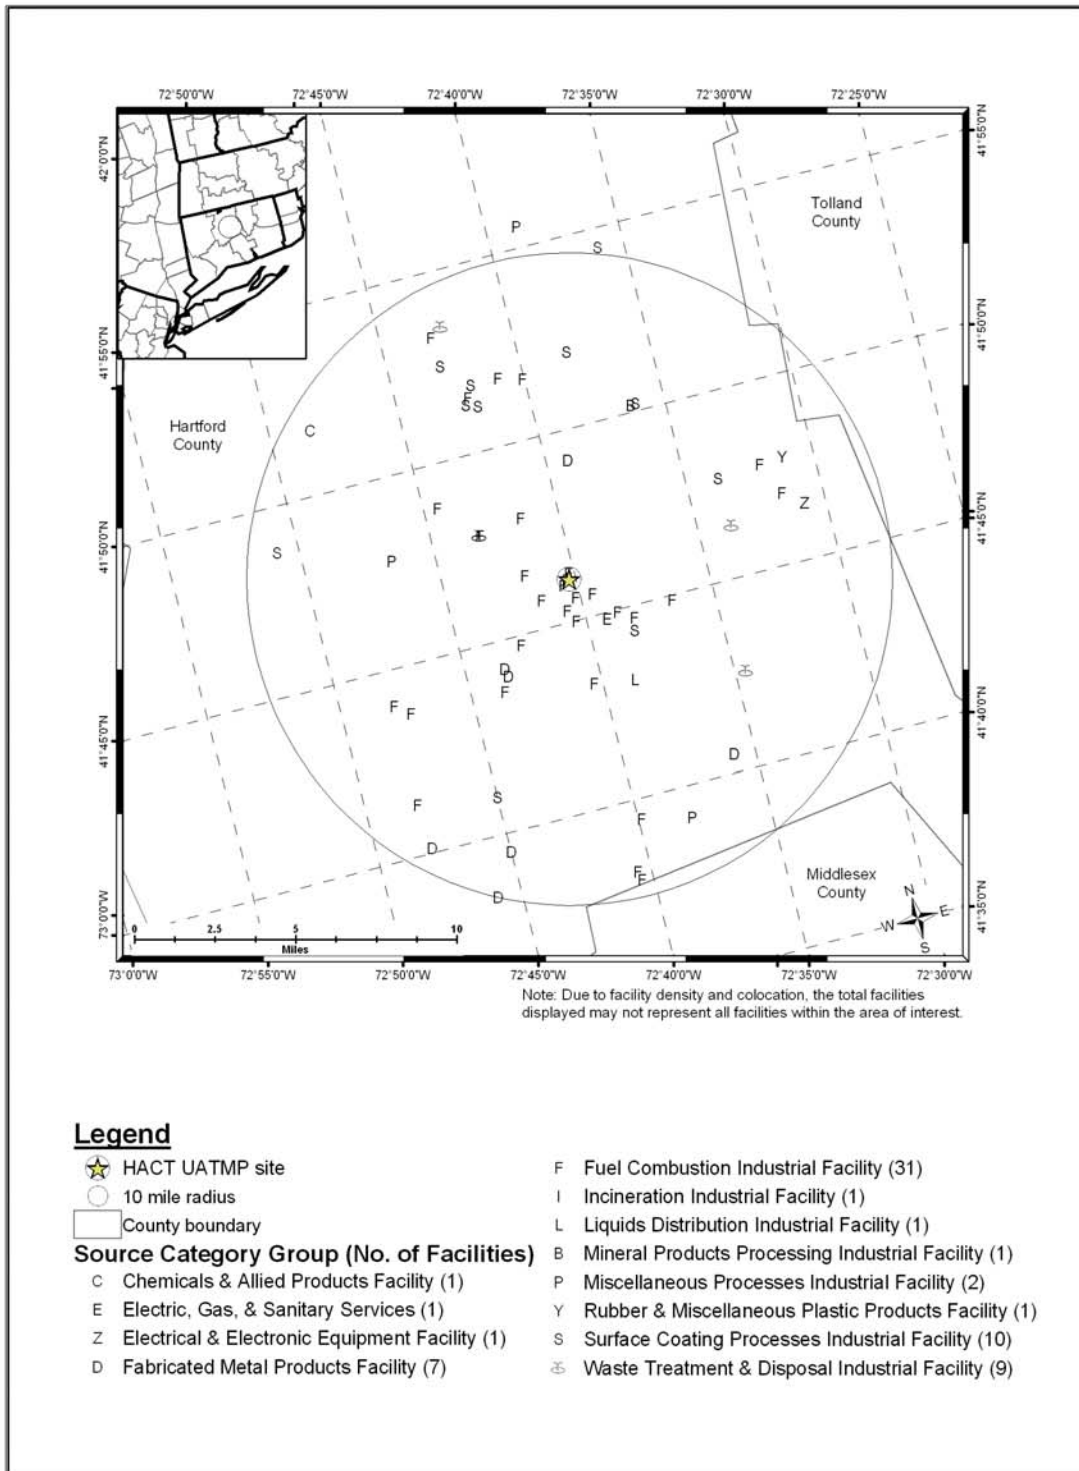 72°50'0"W 72°45'0"W 72°40'0"W 72°35'0"W 72°30'0"W 72°25'0"W
42°0'0"N
41°55'0"N
41°50'0"N
41°45'0"N
73°0'0"W
41°55'0"N
41°50'0"N
41°45'0"N
41°40'0"N
41°35'0"N
Tolland
County
Hartford
County
Middlesex
County
P
S
F
S
S
S
F
F
F
S
S
B
S
C
D
S
F
Y
F
Z
F
F
S
P
F
F
F
F
F
F
F
E
F
F
S
F
F
D
D
F
F
L
F
F
D
F
S
F
P
D
D
F
F
D
N
W E
S
0 2.5 5 10
Miles
73°0'0"W 72°55'0"W 72°50'0"W 72°45'0"W 72°40'0"W 72°35'0"W 72°30'0"W
Note: Due to facility density and colocation, the total facilities
displayed may not represent all facilities within the area of interest.
Legend
HACT UATMP site
10 mile radius
County boundary
Source Category Group (No. of Facilities)
C Chemicals & Allied Products Facility (1)
E Electric, Gas, & Sanitary Services (1)
Z Electrical & Electronic Equipment Facility (1)
D Fabricated Metal Products Facility (7)
F Fuel Combustion Industrial Facility (31)
I Incineration Industrial Facility (1)
L Liquids Distribution Industrial Facility (1)
B Mineral Products Processing Industrial Facility (1)
P Miscellaneous Processes Industrial Facility (2)
Y Rubber & Miscellaneous Plastic Products Facility (1)
S Surface Coating Processes Industrial Facility (10)
Waste Treatment & Disposal Industrial Facility (9)